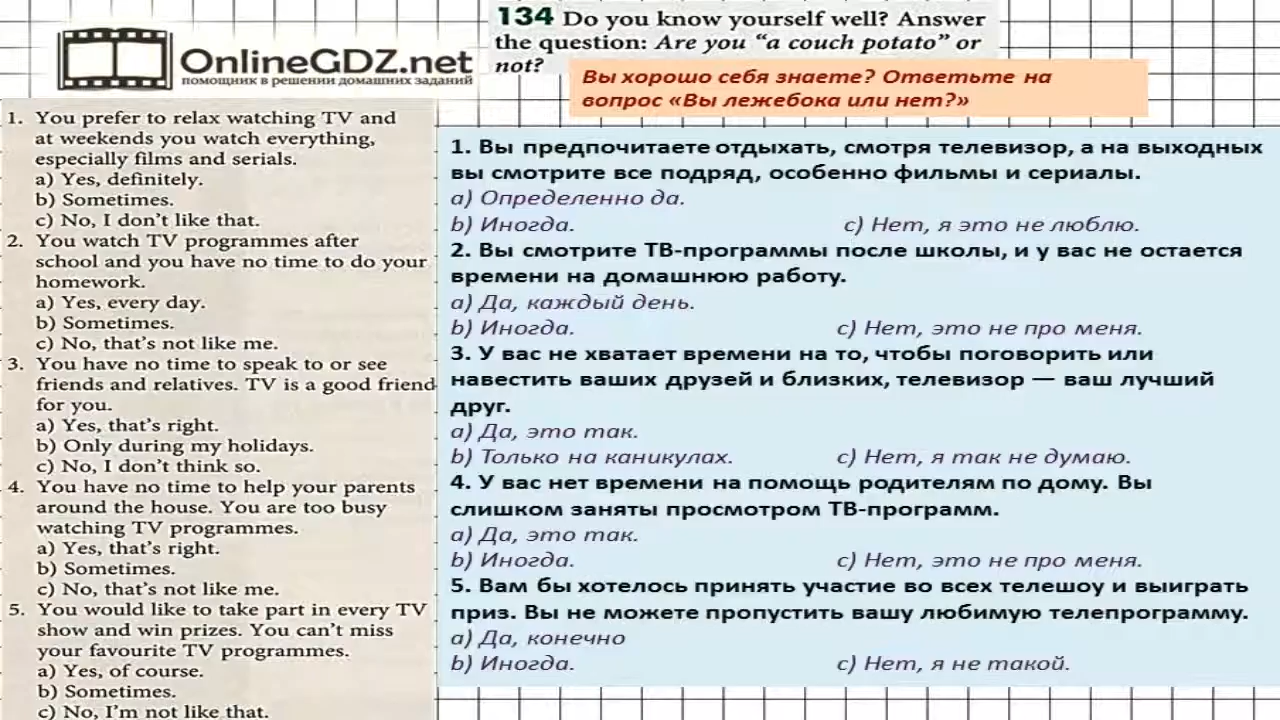 OnlineGDZ.net
помощник в решении домашних заданий
134 Do you know yourself well? Answer
the question: Are you “a couch potato” or
not?
Вы хорошо себя знаете? Ответьте на
вопрос «Вы лежебока или нет?»
1. You prefer to relax watching TV and
at weekends you watch everything,
especially films and serials.
a) Yes, definitely.
b) Sometimes.
c) No, I don’t like that.
2. You watch TV programmes after
school and you have no time to do your
homework.
a) Yes, every day.
b) Sometimes.
c) No, that’s not like me.
3. You have no time to speak to or see
friends and relatives. TV is a good friend
for you.
a) Yes, that’s right.
b) Only during my holidays.
c) No, I don’t think so.
4. You have no time to help your parents
around the house. You are too busy
watching TV programmes.
a) Yes, that’s right.
b) Sometimes.
c) No, that’s not like me.
5. You would like to take part in every TV
show and win prizes. You can’t miss
your favourite TV programmes.
a) Yes, of course.
b) Sometimes.
c) No, I’m not like that.
1. Вы предпочитаете отдыхать, смотря телевизор, а на выходных
вы смотрите все подряд, особенно фильмы и сериалы.
a) Определенно да.
b) Иногда. c) Нет, я это не люблю.
2. Вы смотрите ТВ-программы после школы, и у вас не остается
времени на домашнюю работу.
a) Да, каждый день.
b) Иногда. c) Нет, это не про меня.
3. У вас не хватает времени на то, чтобы поговорить или
навестить ваших друзей и близких, телевизор — ваш лучший
друг.
a) Да, это так.
b) Только на каникулах. c) Нет, я так не думаю.
4. У вас нет времени на помощь родителям по дому. Вы
слишком заняты просмотром ТВ-программ.
a) Да, это так.
b) Иногда. c) Нет, это не про меня.
5. Вам бы хотелось принять участие во всех телешоу и выиграть
приз. Вы не можете пропустить вашу любимую телепрограмму.
a) Да, конечно
b) Иногда. c) Нет, я не такой.